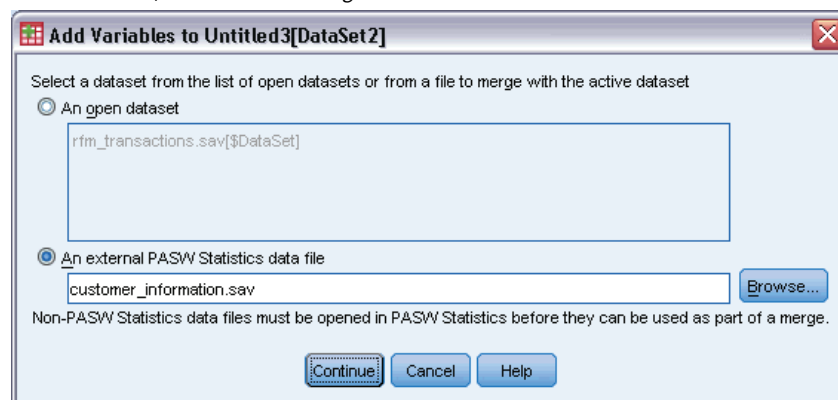 Add Variables to Untitled3[DataSet2]
Select a dataset from the list of open datasets or from a file to merge with the active dataset
An open dataset
rfm_transactions.sav[$DataSet]
An external PASW Statistics data file
customer_information.sav
Browse...
Non-PASW Statistics data files must be opened in PASW Statistics before they can be used as part of a merge.
Continue Cancel Help